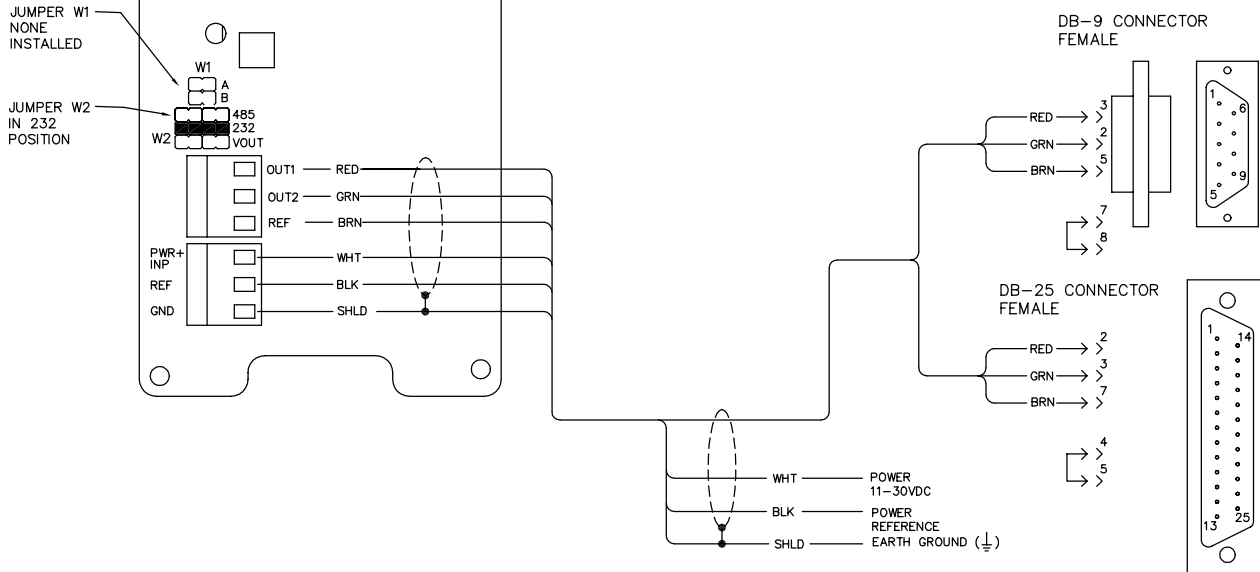 JUMPER W1
NONE
INSTALLED
W1
A
B
JUMPER W2
IN 232
POSITION
485
232
W2
VOUT
OUT1
RED
OUT2
GRN
REF
BRN
PWR+
INP
WHT
REF
BLK
GND
SHLD
DB-9 CONNECTOR
FEMALE
RED
3
GRN
2
BRN
5
7
8
1
6
9
5
DB-25 CONNECTOR
FEMALE
RED
2
GRN
3
BRN
7
4
5
1
14
13
25
WHT
POWER
11-30VDC
BLK
POWER
REFERENCE
SHLD
EARTH GROUND (⏚)